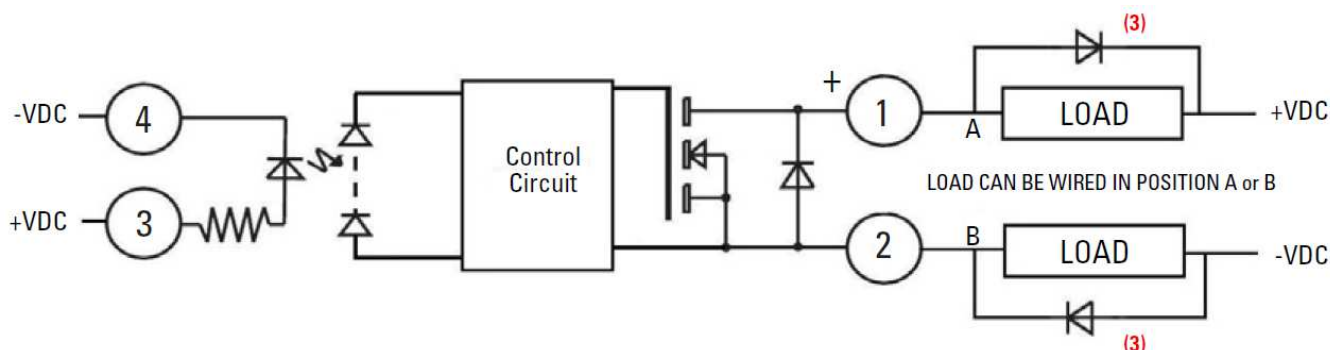 (3)
-VDC
4
+
1
A
LOAD
+VDC
Control
Circuit
LOAD CAN BE WIRED IN POSITION A or B
+VDC
3
2
B
LOAD
-VDC
(3)